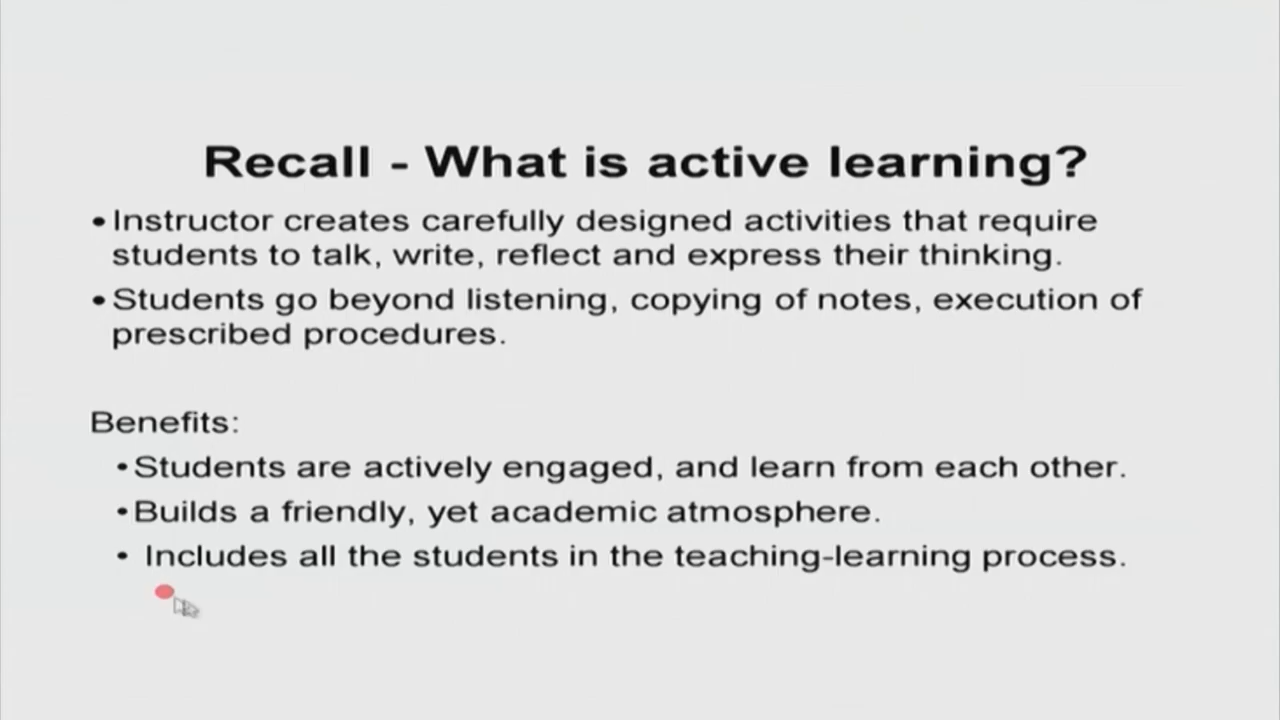 Recall - What is active learning?
•Instructor creates carefully designed activities that require
students to talk, write, reflect and express their thinking.
•Students go beyond listening, copying of notes, execution of
prescribed procedures.
Benefits:
•Students are actively engaged, and learn from each other.
•Builds a friendly, yet academic atmosphere.
• Includes all the students in the teaching-learning process.